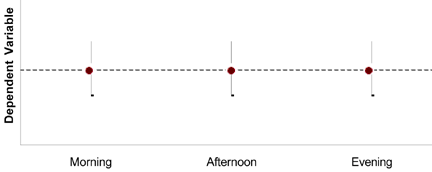 Dependent Variable
Morning
Afternoon
Evening